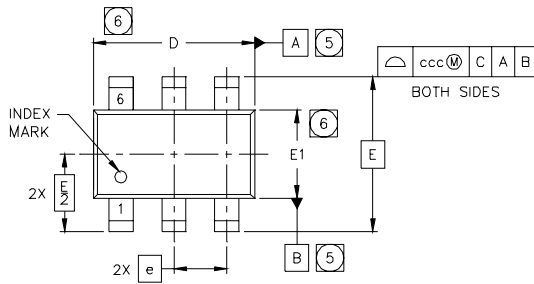 6
D
A 5
ccc Ⓜ C A B
BOTH SIDES
6
INDEX
MARK
6
E1
E
2X E/2
1
B 5
2X e